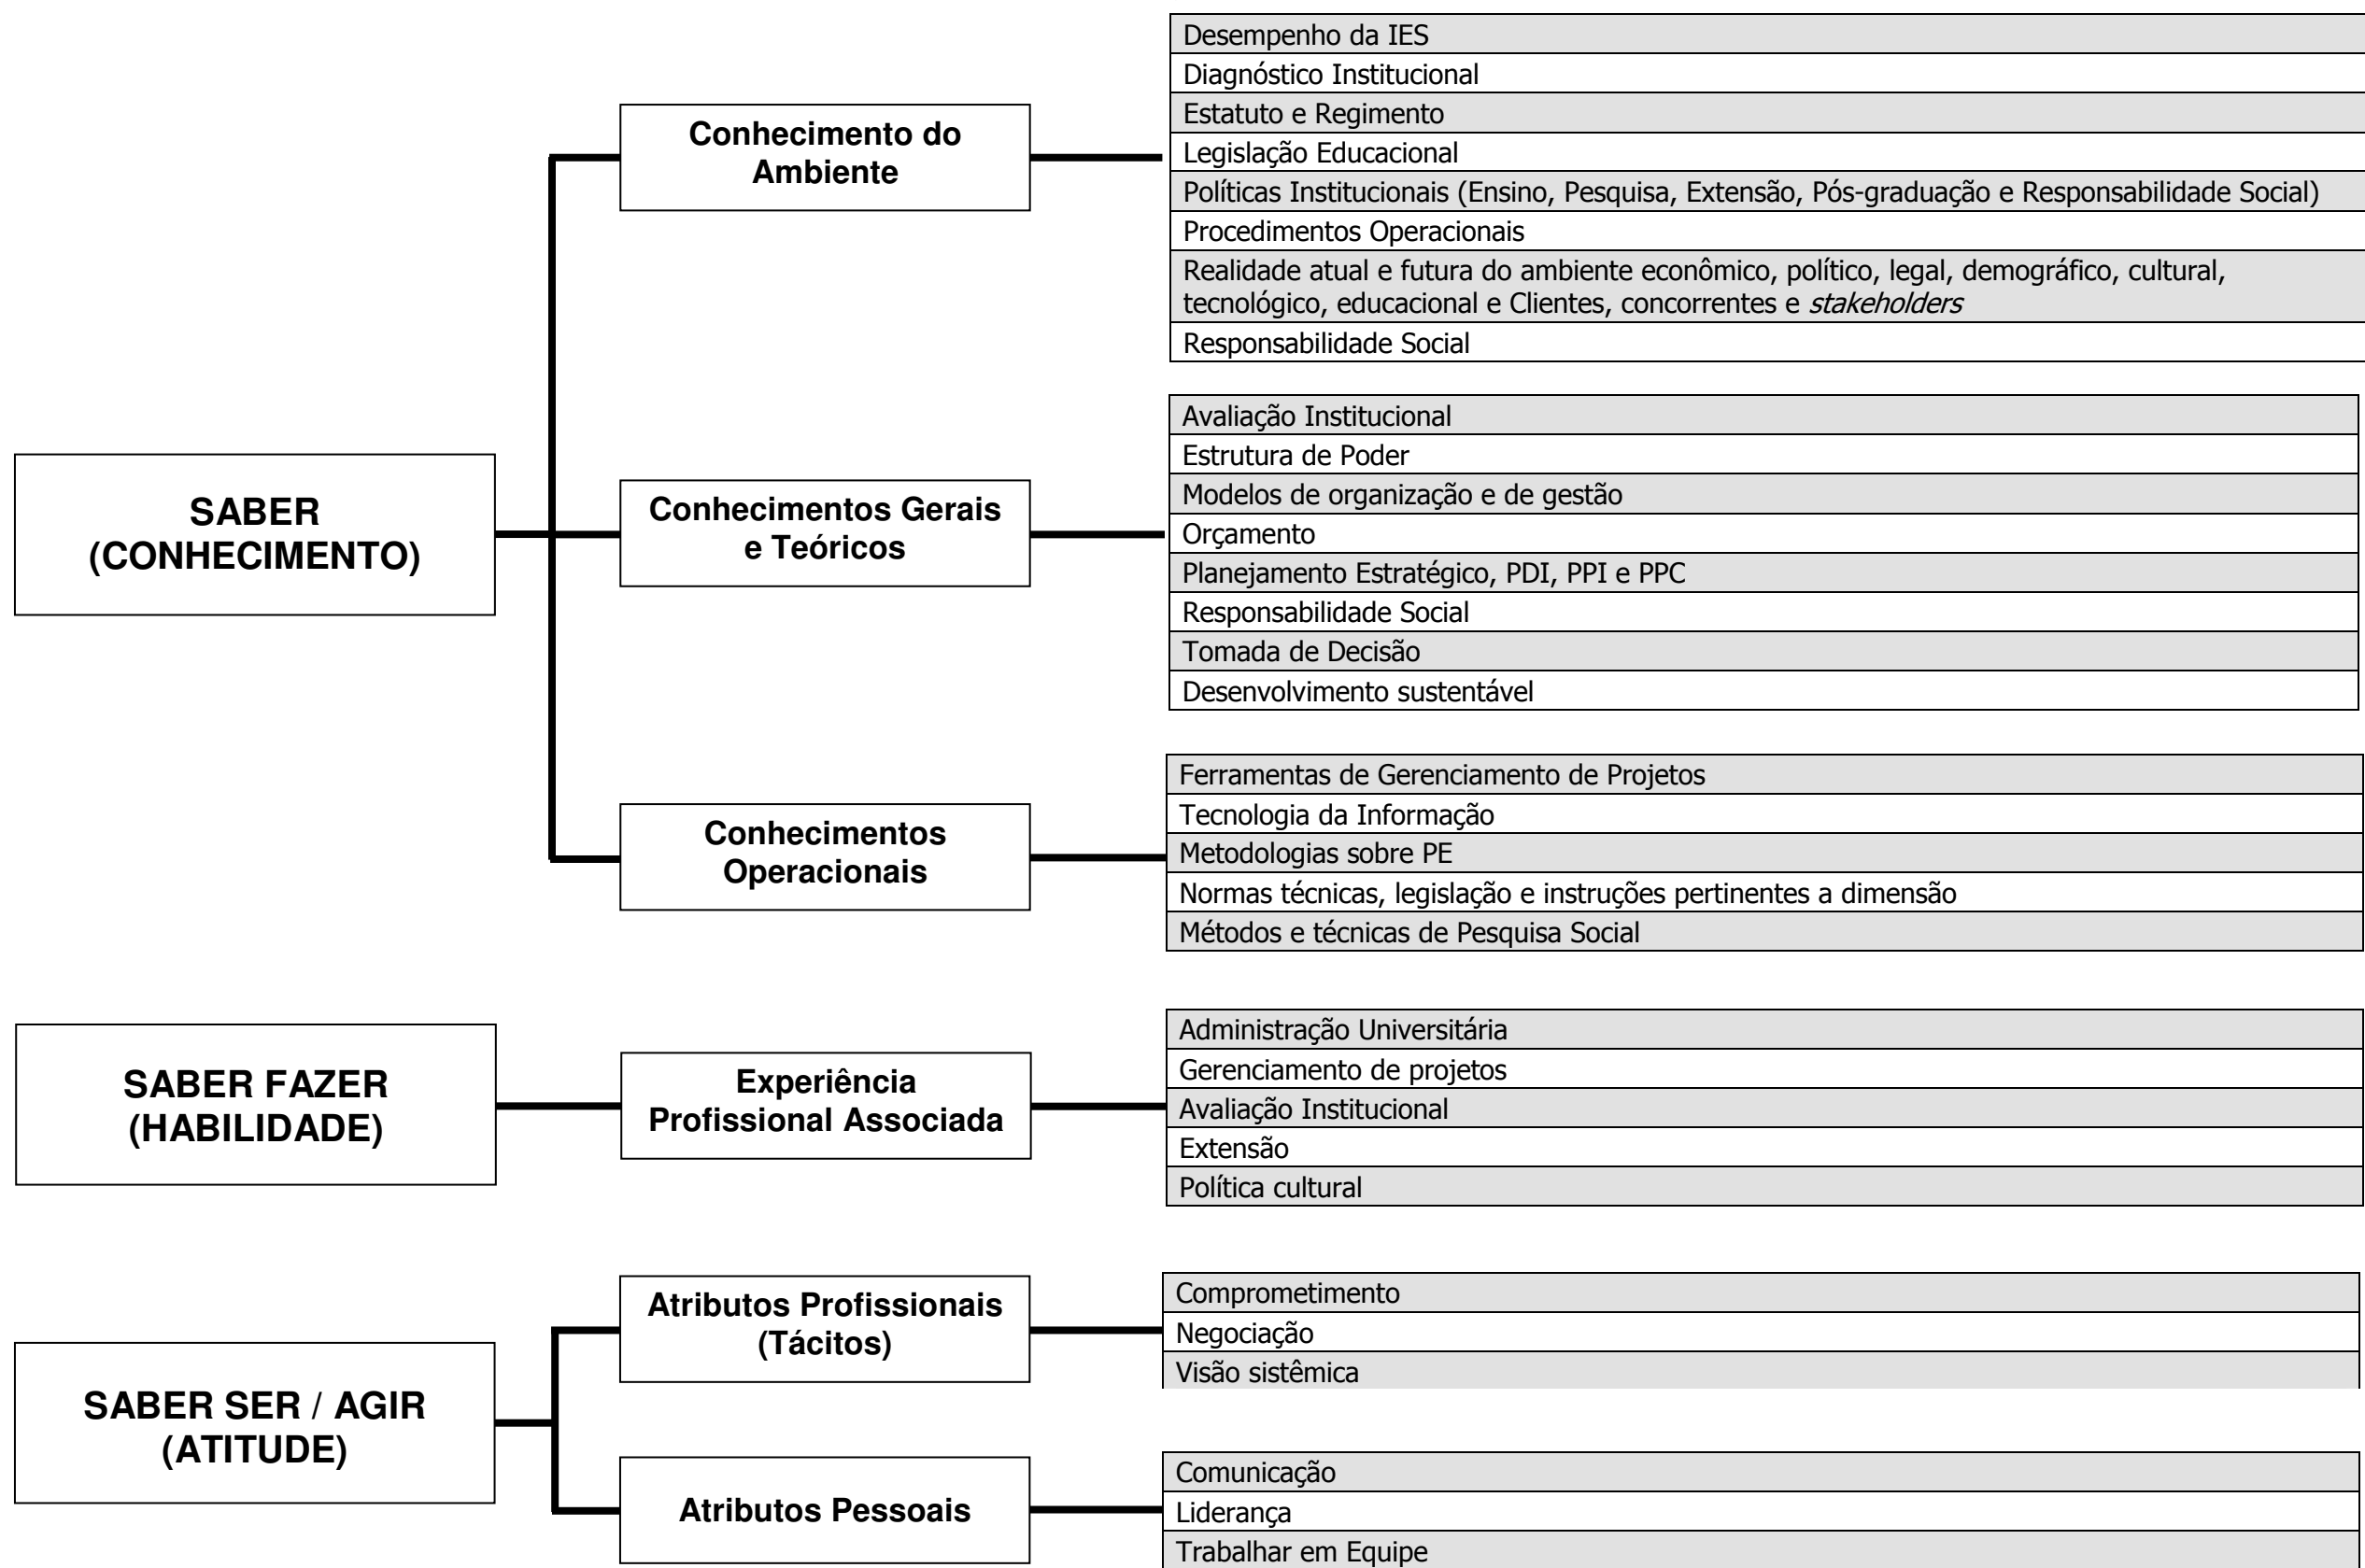 SABER
(CONHECIMENTO)
Conhecimento do
Ambiente
Desempenho da IES
Diagnóstico Institucional
Estatuto e Regimento
Legislação Educacional
Políticas Institucionais (Ensino, Pesquisa, Extensão, Pós-graduação e Responsabilidade Social)
Procedimentos Operacionais
Realidade atual e futura do ambiente econômico, político, legal, demográfico, cultural,
tecnológico, educacional e Clientes, concorrentes e stakeholders
Responsabilidade Social
Conhecimentos Gerais
e Teóricos
Avaliação Institucional
Estrutura de Poder
Modelos de organização e de gestão
Orçamento
Planejamento Estratégico, PDI, PPI e PPC
Responsabilidade Social
Tomada de Decisão
Desenvolvimento sustentável
Conhecimentos
Operacionais
Ferramentas de Gerenciamento de Projetos
Tecnologia da Informação
Metodologias sobre PE
Normas técnicas, legislação e instruções pertinentes a dimensão
Métodos e técnicas de Pesquisa Social
SABER FAZER
(HABILIDADE)
Experiência
Profissional Associada
Administração Universitária
Gerenciamento de projetos
Avaliação Institucional
Extensão
Política cultural
SABER SER / AGIR
(ATITUDE)
Atributos Profissionais
(Tácitos)
Comprometimento
Negociação
Visão sistêmica
Atributos Pessoais
Comunicação
Liderança
Trabalhar em Equipe